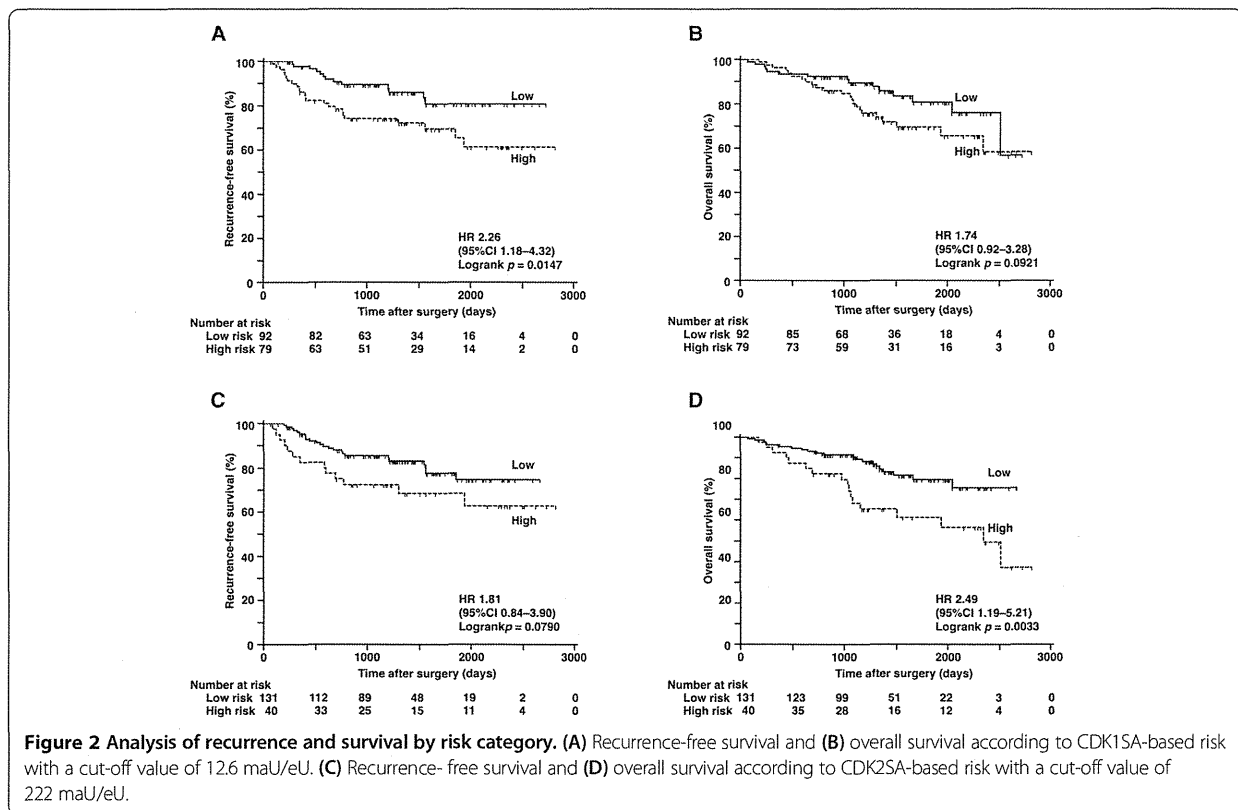 A
100
80
60
40
20
0
Recurrence-free survival (%)
Low
High
HR 2.26
(95%CI 1.18–4.32)
Logrank p = 0.0147
0 1000 2000 3000
Time after surgery (days)
Number at risk
Low risk 92 82 63 34 16 4 0
High risk 79 63 51 29 14 2 0
B
100
80
60
40
20
0
Overall survival (%)
Low
High
HR 1.74
(95%CI 0.92–3.28)
Logrank p = 0.0921
0 1000 2000 3000
Time after surgery (days)
Number at risk
Low risk 92 85 68 36 18 4 0
High risk 79 73 59 31 16 3 0
C
100
80
60
40
20
0
Recurrence-free survival (%)
Low
High
HR 1.81
(95%CI 0.84–3.90)
Logrankp = 0.0790
0 1000 2000 3000
Time after surgery (days)
Number at risk
Low risk 131 112 89 48 19 2 0
High risk 40 33 25 15 11 4 0
D
100
80
60
40
20
0
Overall survival (%)
Low
High
HR 2.49
(95%CI 1.19–5.21)
Logrank p = 0.0033
0 1000 2000 3000
Time after surgery (days)
Number at risk
Low risk 131 123 99 51 22 3 0
High risk 40 35 28 16 12 4 0
Figure 2 Analysis of recurrence and survival by risk category. (A) Recurrence-free survival and (B) overall survival according to CDK1SA-based risk
with a cut-off value of 12.6 maU/eU. (C) Recurrence- free survival and (D) overall survival according to CDK2SA-based risk with a cut-off value of
222 maU/eU.